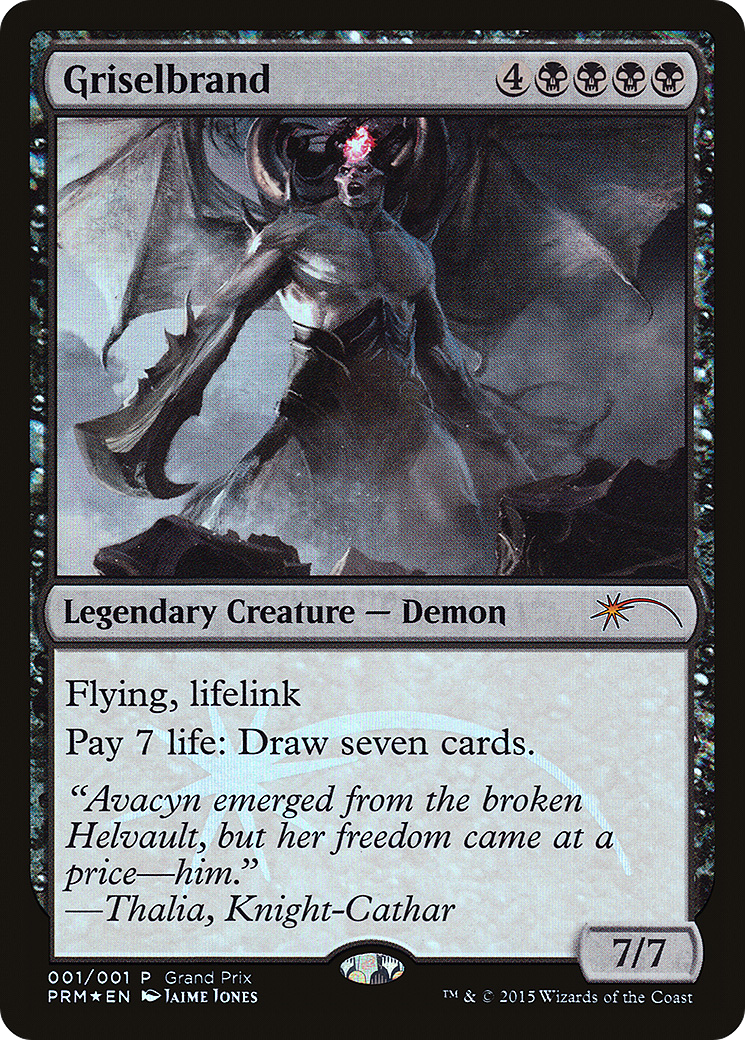 Griselbrand 4
Legendary Creature — Demon
Flying, lifelink
Pay 7 life: Draw seven cards.
“Avacyn emerged from the broken
Helvault, but her freedom came at a
price—him.”
—Thalia, Knight-Cathar
7/7
001/001 P Grand Prix
PRM★EN Jaime Jones
™ & © 2015 Wizards of the Coast